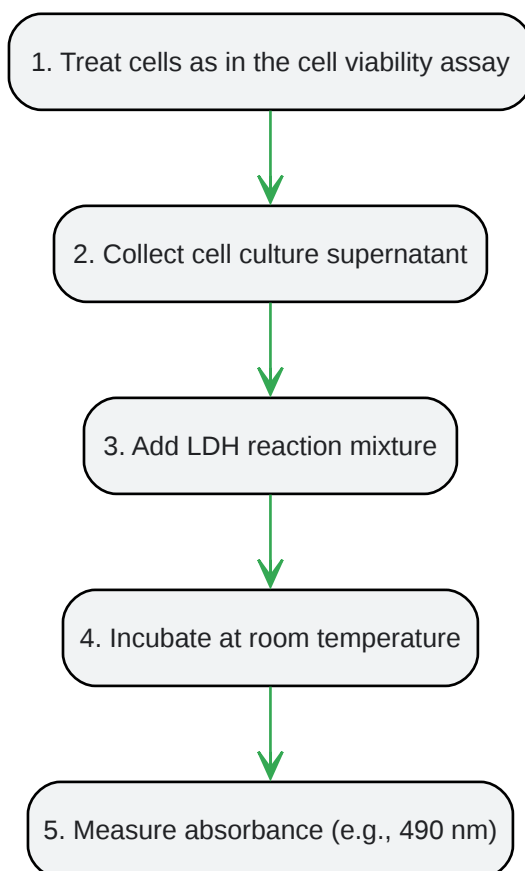 1. Treat cells as in the cell viability assay
2. Collect cell culture supernatant
3. Add LDH reaction mixture
4. Incubate at room temperature
5. Measure absorbance (e.g., 490 nm)